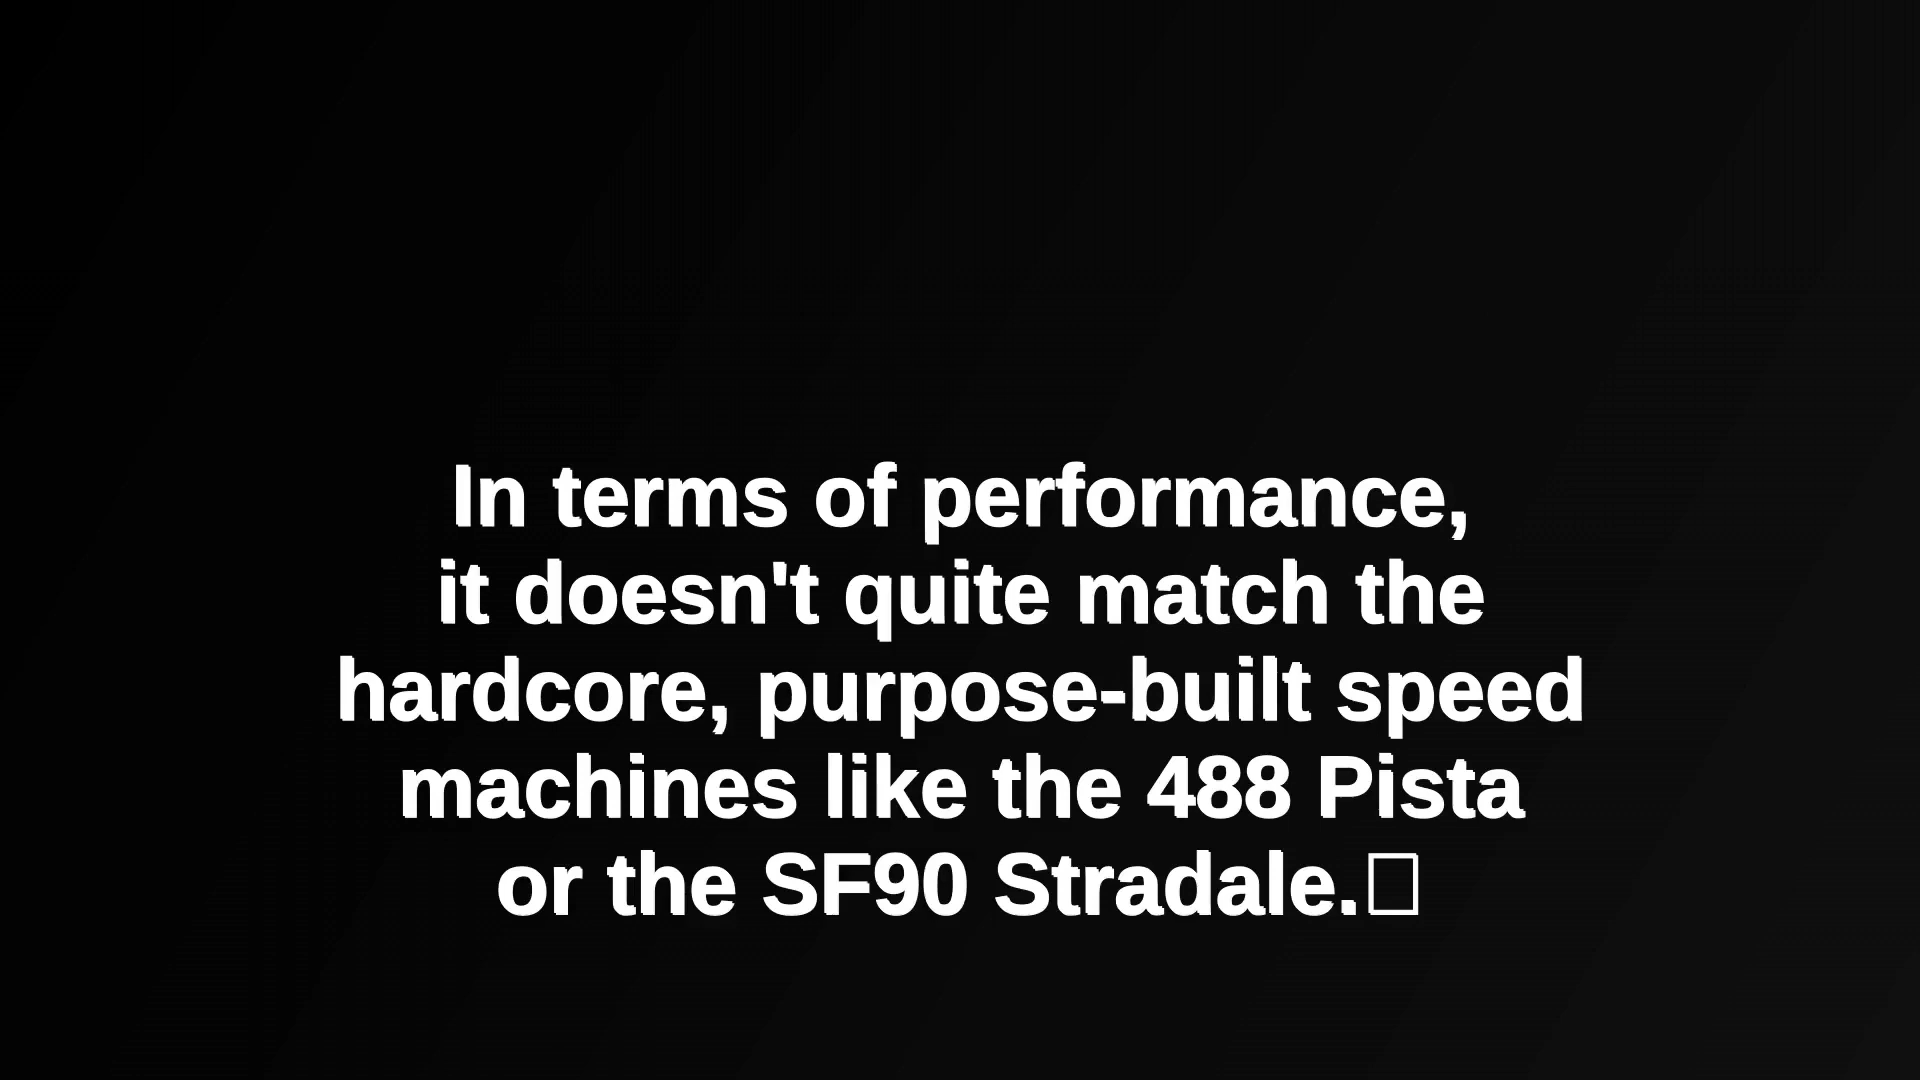 In terms of performance,
it doesn't quite match the
hardcore, purpose-built speed
machines like the 488 Pista
or the SF90 Stradale.